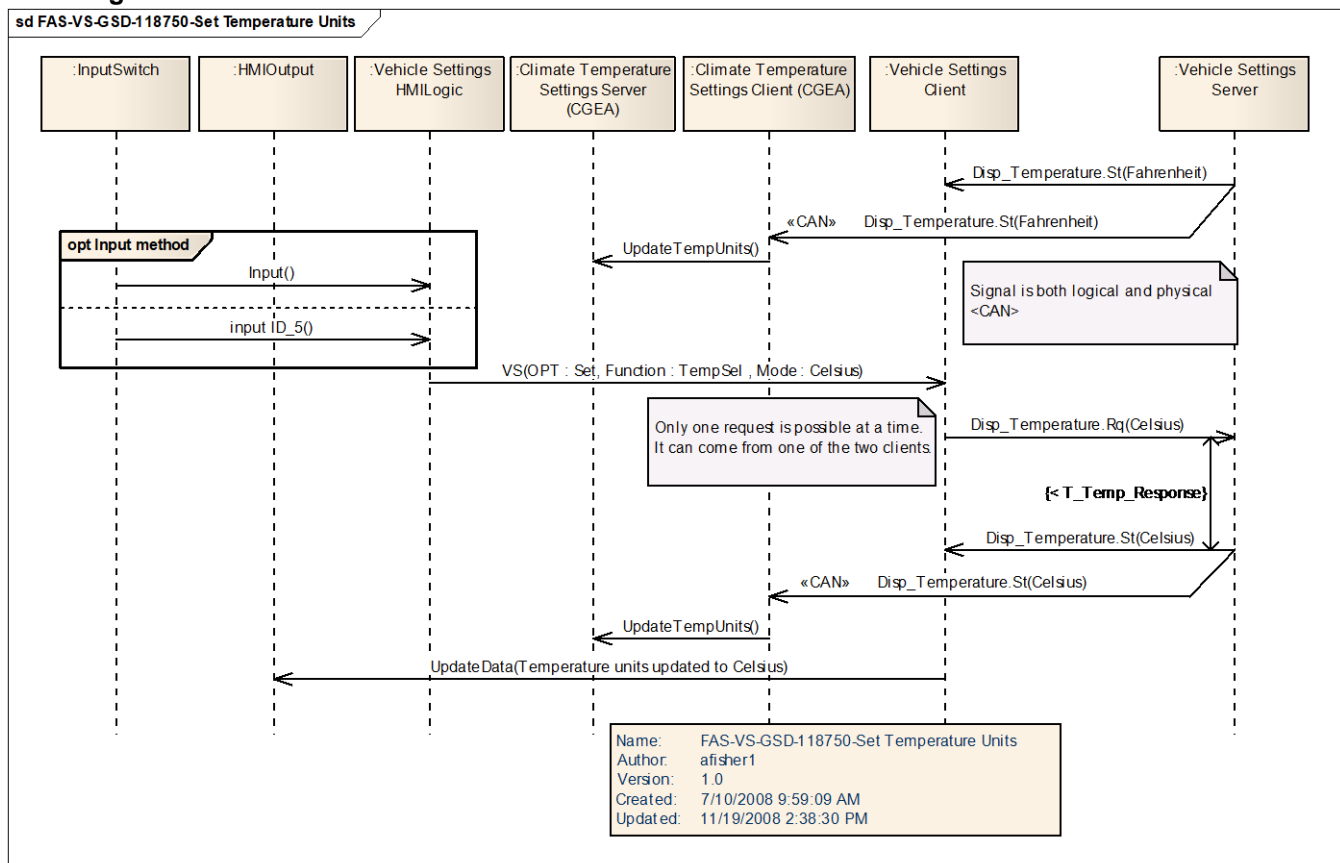 sd FAS-VS-GSD-118750-Set Temperature Units
:InputSwitch
:HMIOutput
:Vehicle Settings
HMILogic
:Climate Temperature
Settings Server
(CGEA)
:Climate Temperature
Settings Client (CGEA)
:Vehicle Settings
Client
:Vehicle Settings
Server
Disp_Temperature.St(Fahrenheit)
«CAN» Disp_Temperature.St(Fahrenheit)
UpdateTempUnits()
opt Input method
Input()
input ID_5()
Signal is both logical and physical
<CAN>
VS(OPT : Set, Function : TempSel , Mode : Celsius)
Only one request is possible at a time.
It can come from one of the two clients.
Disp_Temperature.Rq(Celsius)
{< T_Temp_Response}
Disp_Temperature.St(Celsius)
«CAN» Disp_Temperature.St(Celsius)
UpdateTempUnits()
UpdateData(Temperature units updated to Celsius)
Name: FAS-VS-GSD-118750-Set Temperature Units
Author: afisher1
Version: 1.0
Created: 7/10/2008 9:59:09 AM
Updated: 11/19/2008 2:38:30 PM